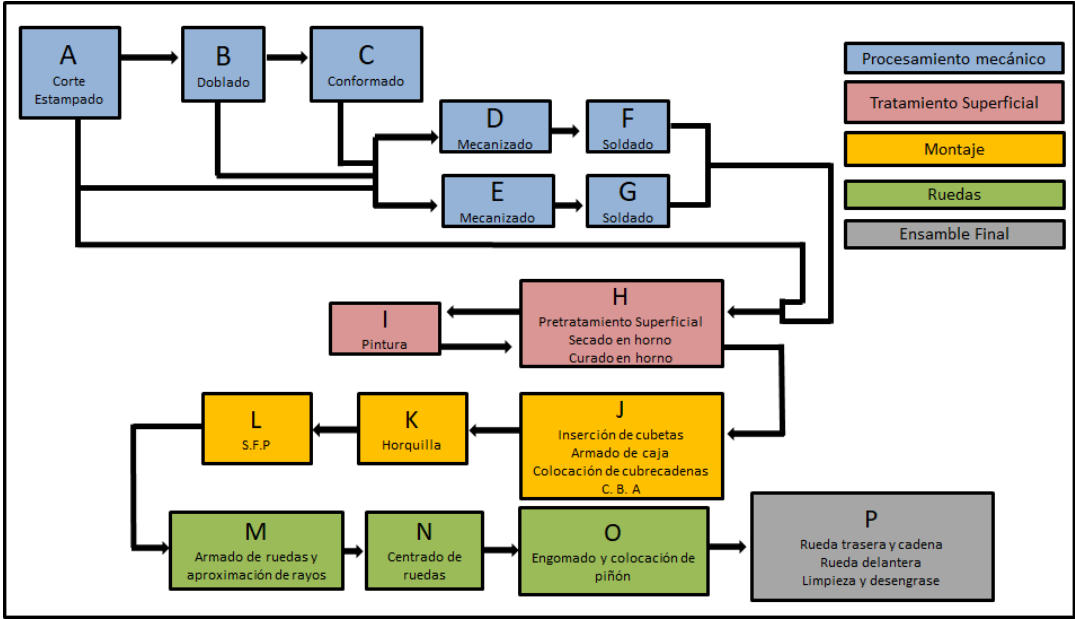 A
Corte
Estampado
B
Doblado
C
Conformado
Procesamiento mecánico
Tratamiento Superficial
Montaje
Ruedas
Ensamble Final
D
Mecanizado
F
Soldado
E
Mecanizado
G
Soldado
H
Pretratamiento Superficial
Secado en horno
Curado en horno
I
Pintura
L
S.F.P
K
Horquilla
J
Inserción de cubetas
Armado de caja
Colocación de cubrecadenas
C. B. A
M
Armado de ruedas y
aproximación de rayos
N
Centrado de
ruedas
O
Engomado y colocación de
piñón
P
Rueda trasera y cadena
Rueda delantera
Limpieza y desengrase